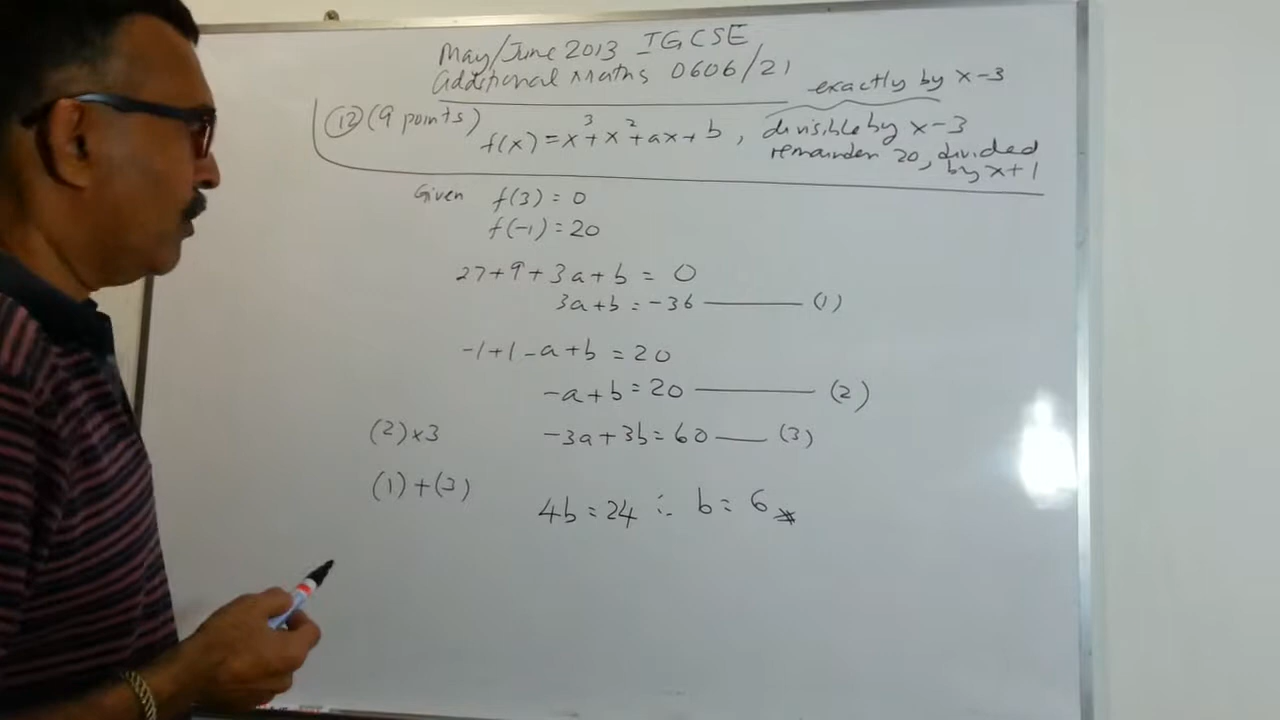 May/June 2013 IGCSE
Additional Maths 0606/21
exactly by x-3
(12) (9 points) f(x) = x³+x²+ax+b, divisible by x-3
remainder 20, divided
by x+1
Given f(3) = 0
f(-1) = 20
27+9+3a+b = 0
3a+b = -36 (1)
-1+1-a+b = 20
-a+b = 20 (2)
(2)x3 -3a+3b = 60 (3)
(1)+(3) 4b = 24 ∴ b = 6